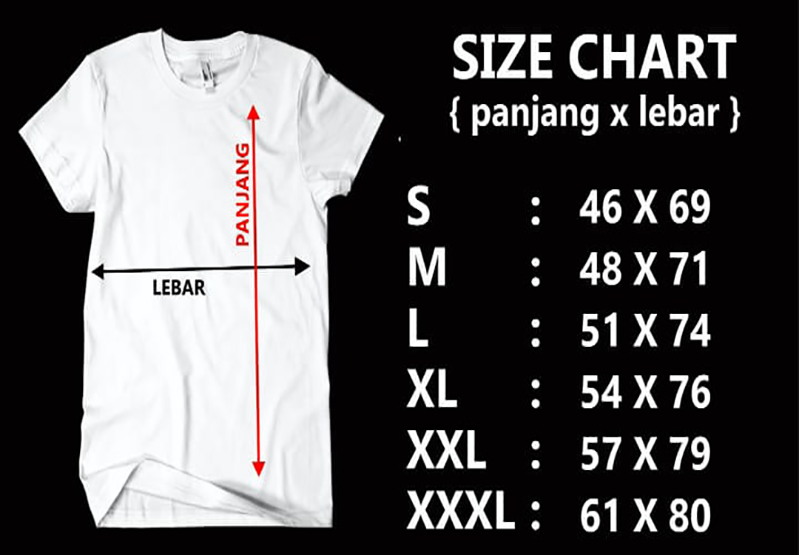 SIZE CHART
{ panjang x lebar }
PANJANG
LEBAR
S : 46 X 69
M : 48 X 71
L : 51 X 74
XL : 54 X 76
XXL : 57 X 79
XXXL : 61 X 80